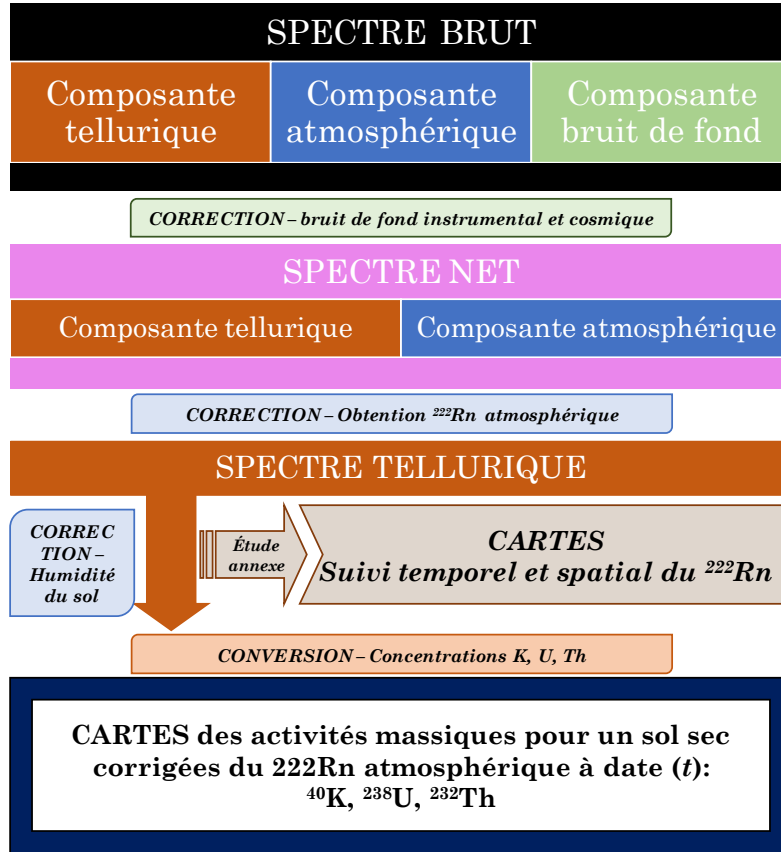 SPECTRE BRUT
Composante
tellurique
Composante
atmosphérique
Composante
bruit de fond
CORRECTION – bruit de fond instrumental et cosmique
SPECTRE NET
Composante tellurique
Composante atmosphérique
CORRECTION – Obtention ²²²Rn atmosphérique
SPECTRE TELLURIQUE
CORREC
TION –
Humidité
du sol
Étude
annexe
CARTES
Suivi temporel et spatial du ²²²Rn
CONVERSION – Concentrations K, U, Th
CARTES des activités massiques pour un sol sec
corrigées du 222Rn atmosphérique à date (t):
⁴⁰K, ²³⁸U, ²³²Th